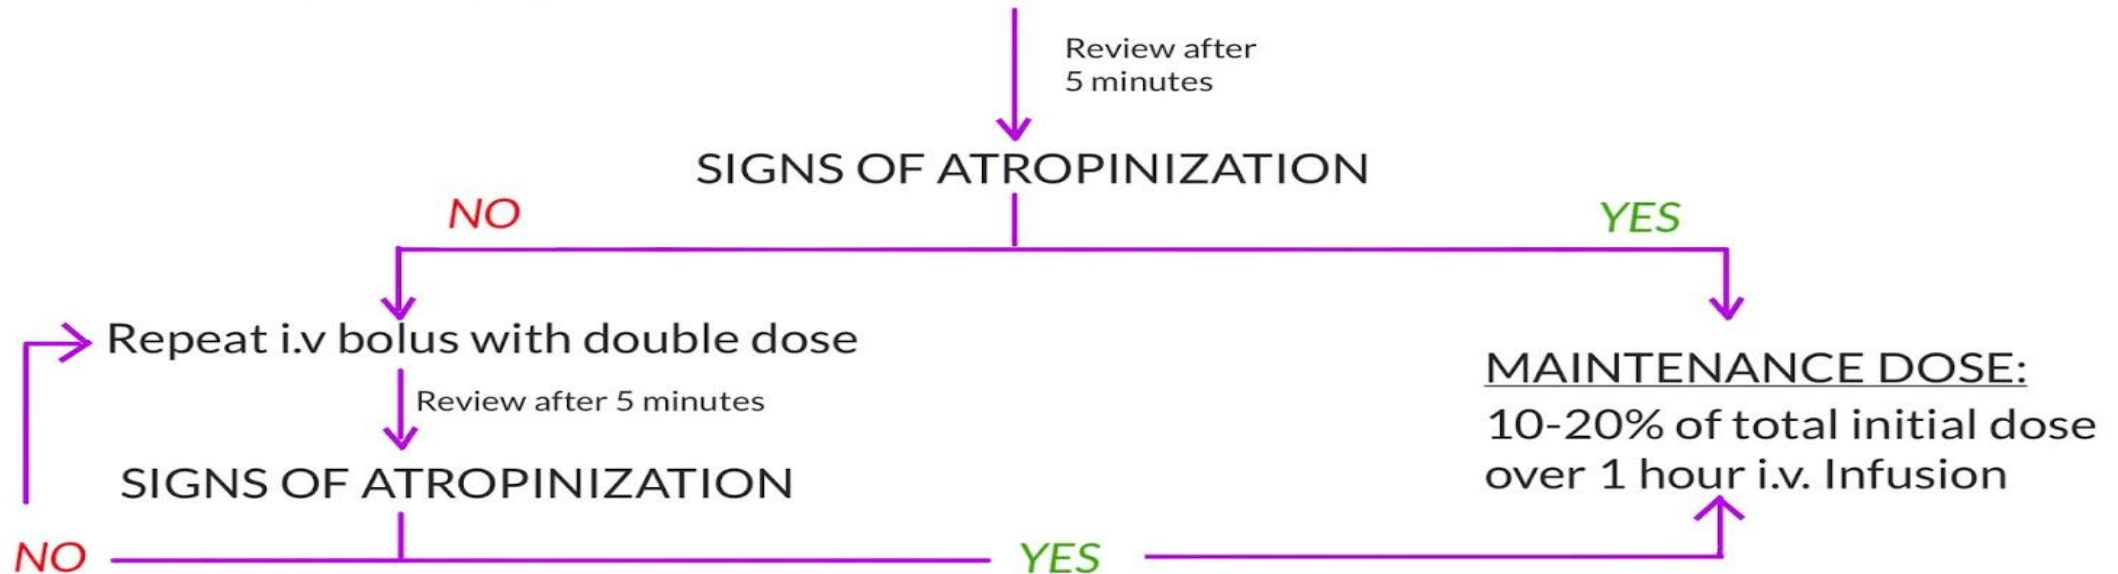 Review after
5 minutes
SIGNS OF ATROPINIZATION
NO
YES
Repeat i.v bolus with double dose
Review after 5 minutes
SIGNS OF ATROPINIZATION
NO
YES
MAINTENANCE DOSE:
10-20% of total initial dose
over 1 hour i.v. Infusion